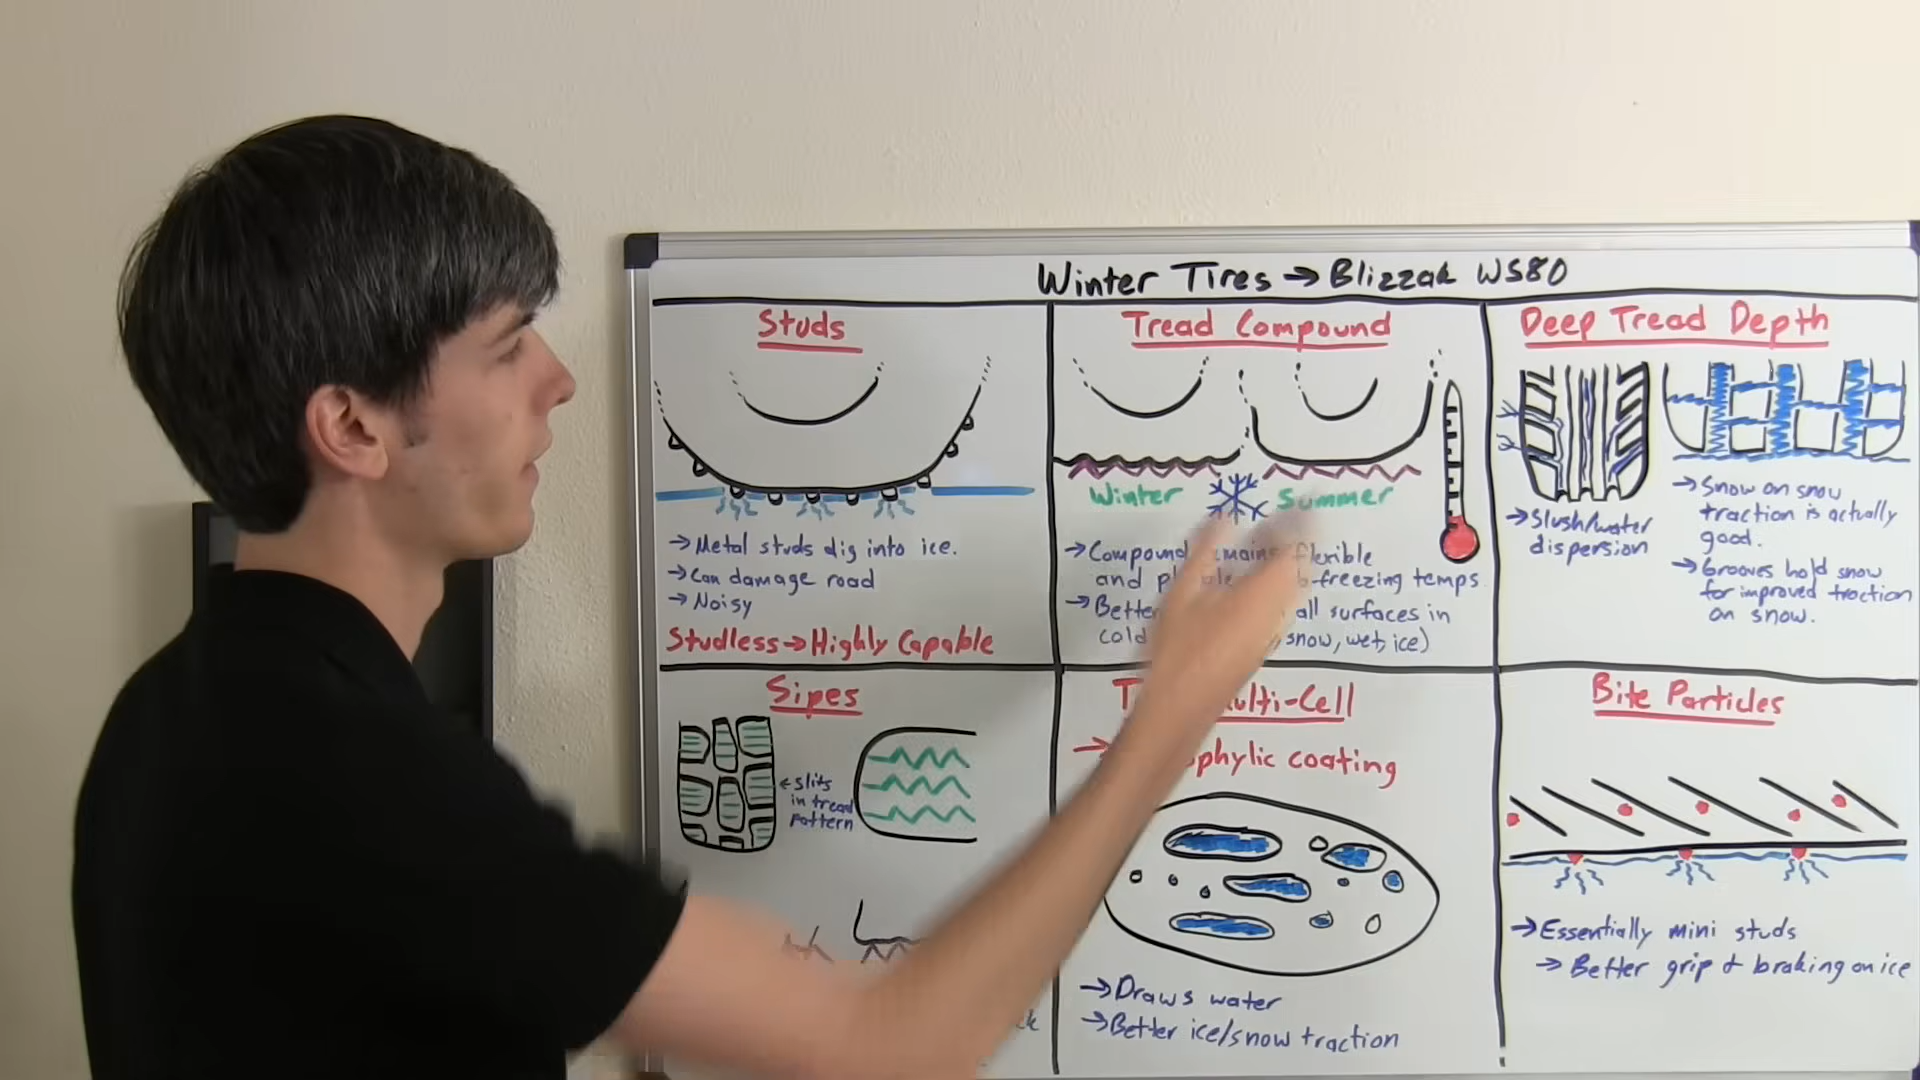 Winter Tires → Blizzak WS80
Studs
→ Metal studs dig into ice.
→ Can damage road
→ Noisy
Studless → Highly Capable
Tread Compound
Winter
Summer
→ Compound flexible
and freezing temps
→ Better all surfaces in
cold snow, wet, ice)
Deep Tread Depth
→ Slush/water
dispersion
→ Snow on snow
traction is actually
good.
→ Grooves hold snow
for improved traction
on snow.
Sipes
← slits
in tread
pattern
Multi-Cell
→ coating
→ Draws water
→ Better ice/snow traction
Bite Particles
→ Essentially mini studs
→ Better grip & braking on ice